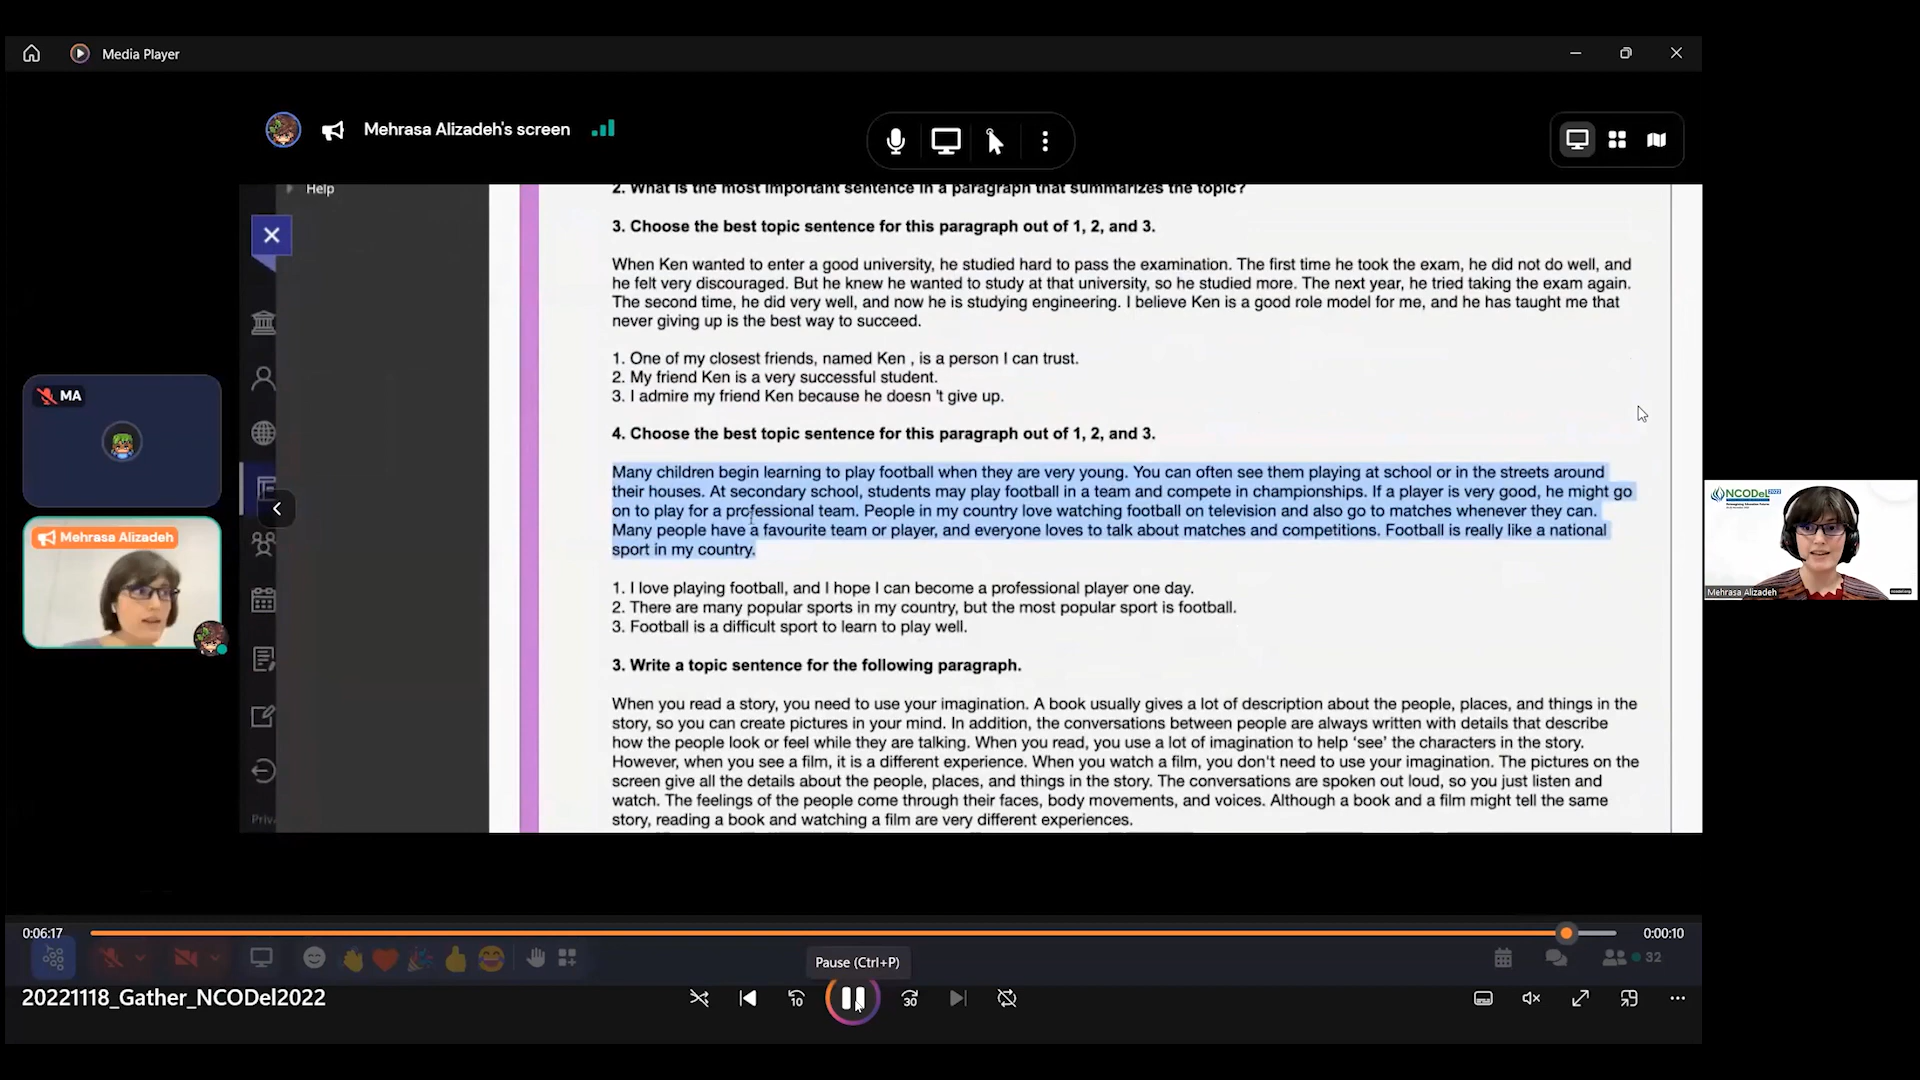 Media Player
Mehrasa Alizadeh's screen
Help
2. What is the most important sentence in a paragraph that summarizes the topic?
3. Choose the best topic sentence for this paragraph out of 1, 2, and 3.
When Ken wanted to enter a good university, he studied hard to pass the examination. The first time he took the exam, he did not do well, and
he felt very discouraged. But he knew he wanted to study at that university, so he studied more. The next year, he tried taking the exam again.
The second time, he did very well, and now he is studying engineering. I believe Ken is a good role model for me, and he has taught me that
never giving up is the best way to succeed.
1. One of my closest friends, named Ken , is a person I can trust.
2. My friend Ken is a very successful student.
3. I admire my friend Ken because he doesn 't give up.
4. Choose the best topic sentence for this paragraph out of 1, 2, and 3.
Many children begin learning to play football when they are very young. You can often see them playing at school or in the streets around
their houses. At secondary school, students may play football in a team and compete in championships. If a player is very good, he might go
on to play for a professional team. People in my country love watching football on television and also go to matches whenever they can.
Many people have a favourite team or player, and everyone loves to talk about matches and competitions. Football is really like a national
sport in my country.
1. I love playing football, and I hope I can become a professional player one day.
2. There are many popular sports in my country, but the most popular sport is football.
3. Football is a difficult sport to learn to play well.
3. Write a topic sentence for the following paragraph.
When you read a story, you need to use your imagination. A book usually gives a lot of description about the people, places, and things in the
story, so you can create pictures in your mind. In addition, the conversations between people are always written with details that describe
how the people look or feel while they are talking. When you read, you use a lot of imagination to help ‘see’ the characters in the story.
However, when you see a film, it is a different experience. When you watch a film, you don't need to use your imagination. The pictures on the
screen give all the details about the people, places, and things in the story. The conversations are spoken out loud, so you just listen and
watch. The feelings of the people come through their faces, body movements, and voices. Although a book and a film might tell the same
story, reading a book and watching a film are very different experiences.
MA
Mehrasa Alizadeh
Priv
NCODeL 2022
Mehrasa Alizadeh
0:06:17
0:00:10
Pause (Ctrl+P)
32
20221118_Gather_NCODel2022
10
30